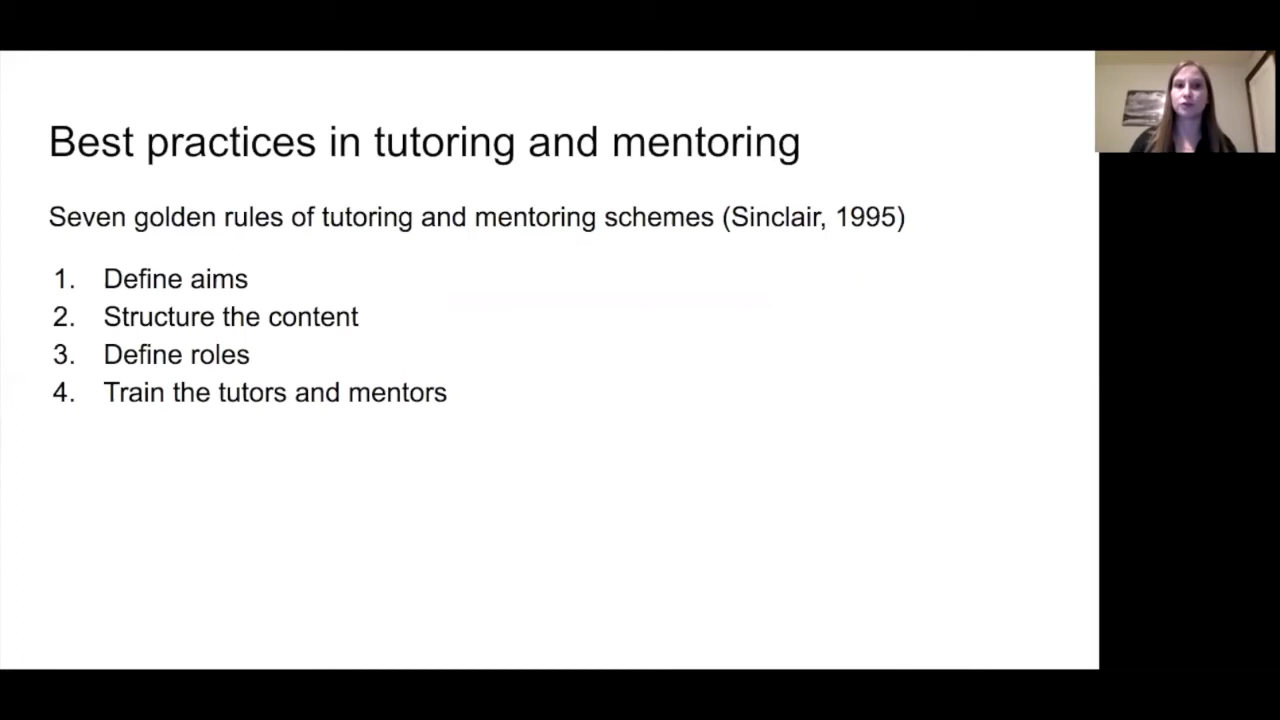 Best practices in tutoring and mentoring
Seven golden rules of tutoring and mentoring schemes (Sinclair, 1995)
1. Define aims
2. Structure the content
3. Define roles
4. Train the tutors and mentors